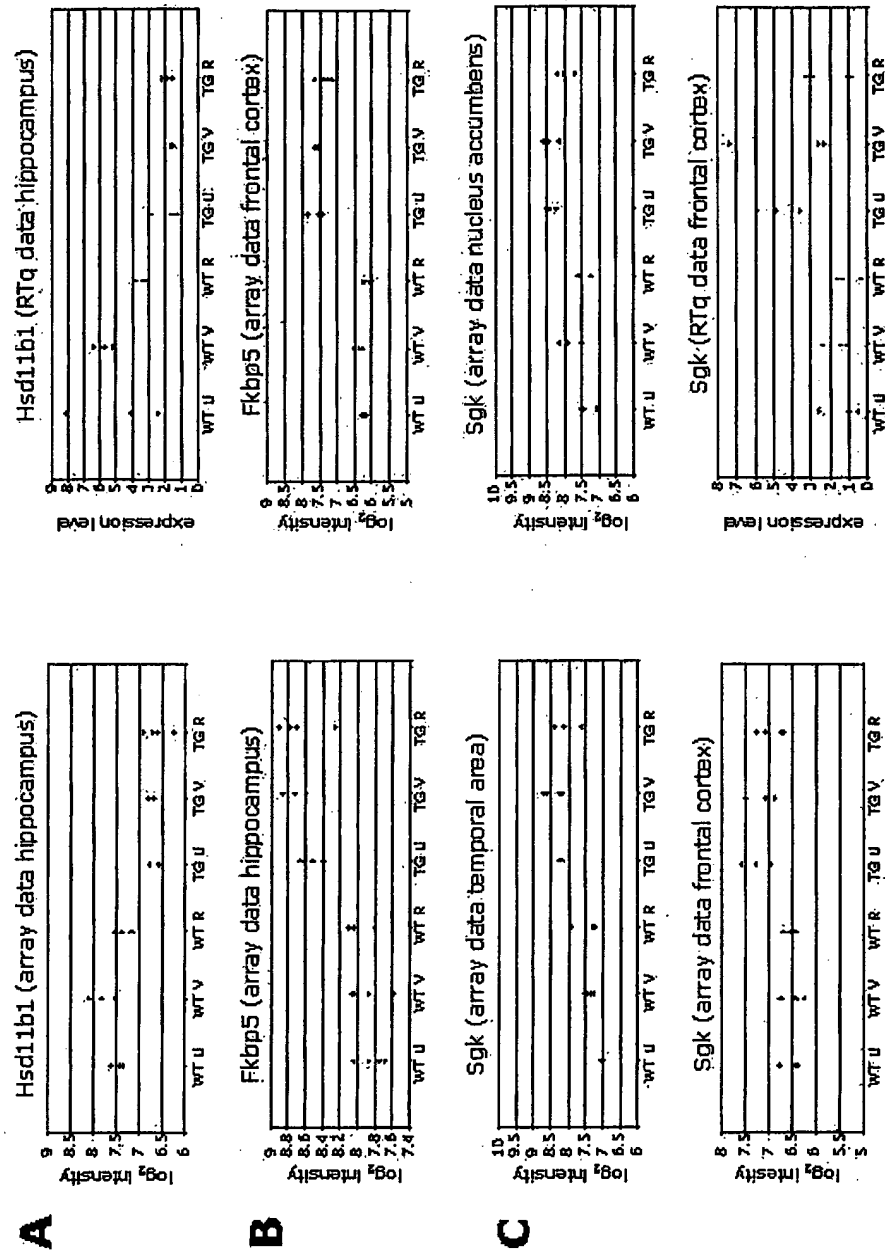 A
Hsd11b1 (array data hippocampus)
log₂ Intensity
9
8.5
8
7.5
7
6.5
6
WT U WT V WT R TG U TG V TG R
Hsd11b1 (RTq data hippocampus)
expression level
9
8
7
6
5
4
3
2
1
0
WT U WT V WT R TG U TG V TG R
B
Fkbp5 (array data hippocampus)
log₂ Intensity
9
8.8
8.6
8.4
8.2
8
7.8
7.6
7.4
WT U WT V WT R TG U TG V TG R
Fkbp5 (array data frontal cortex)
log₂ Intensity
9
8.5
8
7.5
7
6.5
6
5.5
5
WT U WT V WT R TG U TG V TG R
C
Sgk (array data temporal area)
log₂ Intensity
10
9.5
9
8.5
8
7.5
7
6.5
6
WT U WT V WT R TG U TG V TG R
Sgk (array data nucleus accumbens)
log₂ Intensity
10
9.5
9
8.5
8
7.5
7
6.5
6
WT U WT V WT R TG U TG V TG R
Sgk (array data frontal cortex)
log₂ Intesity
8
7.5
7
6.5
6
5.5
5
WT U WT V WT R TG U TG V TG R
Sgk (RTq data frontal cortex)
expression level
8
7
6
5
4
3
2
1
0
WT U WT V WT R TG U TG V TG R